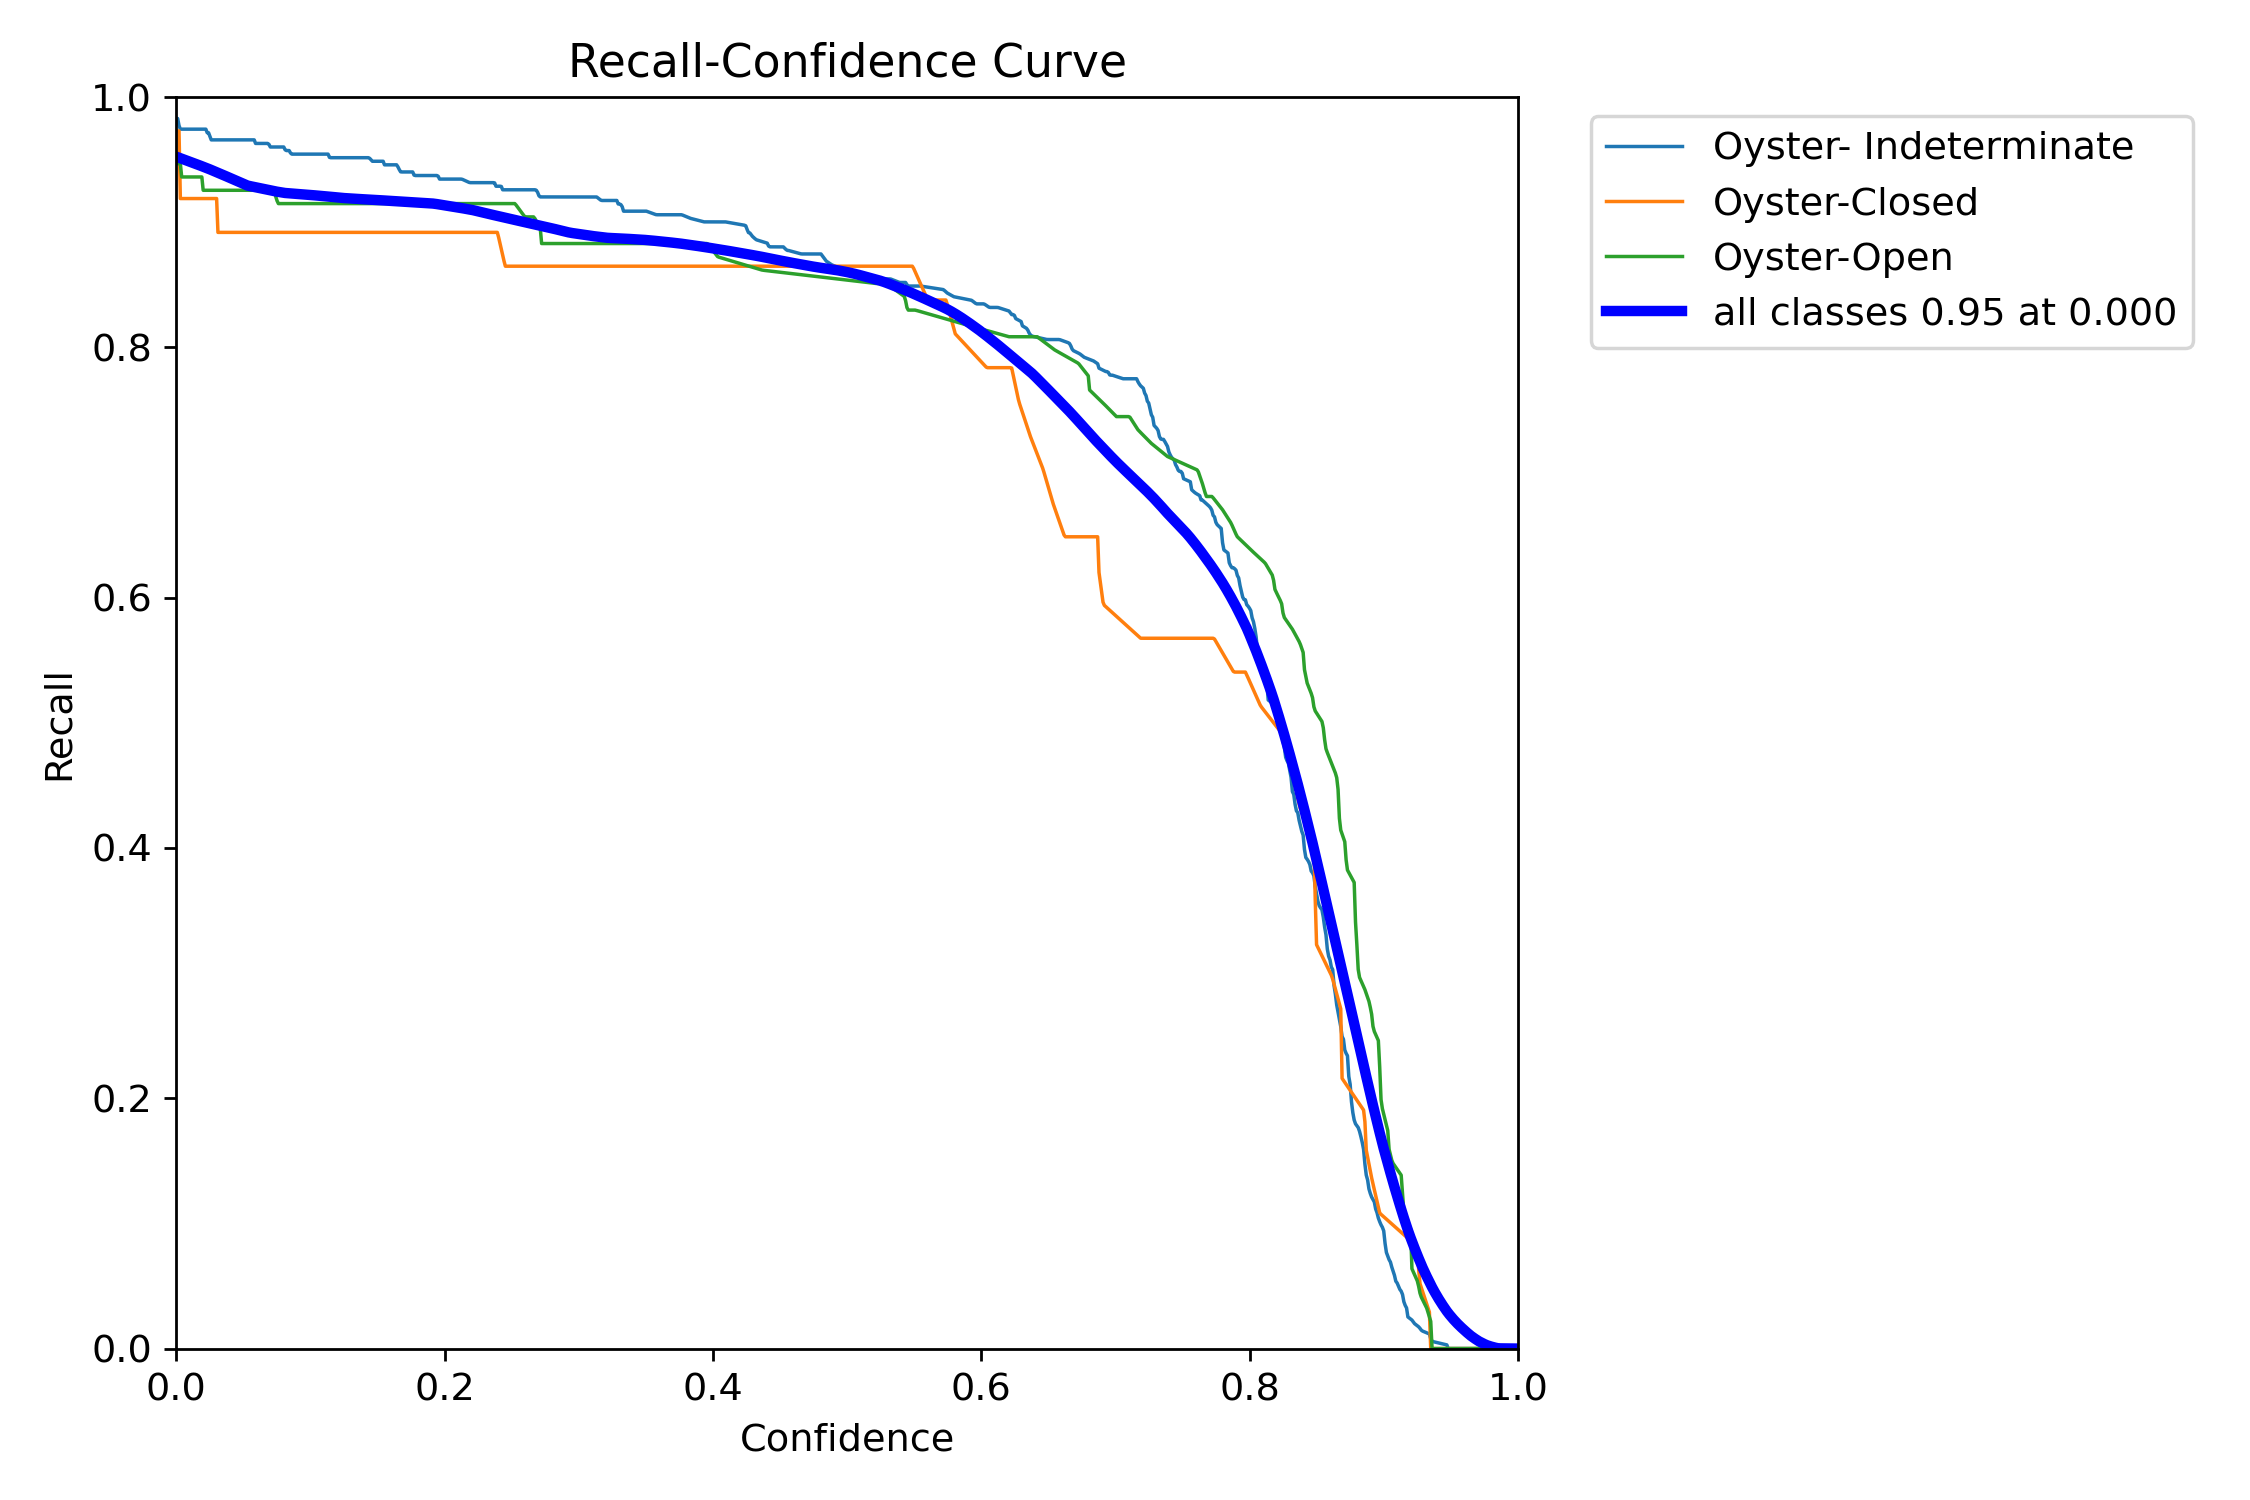 Recall-Confidence Curve
1.0
0.8
0.6
0.4
0.2
0.0
Recall
0.0 0.2 0.4 0.6 0.8 1.0
Confidence
Oyster- Indeterminate
Oyster-Closed
Oyster-Open
all classes 0.95 at 0.000